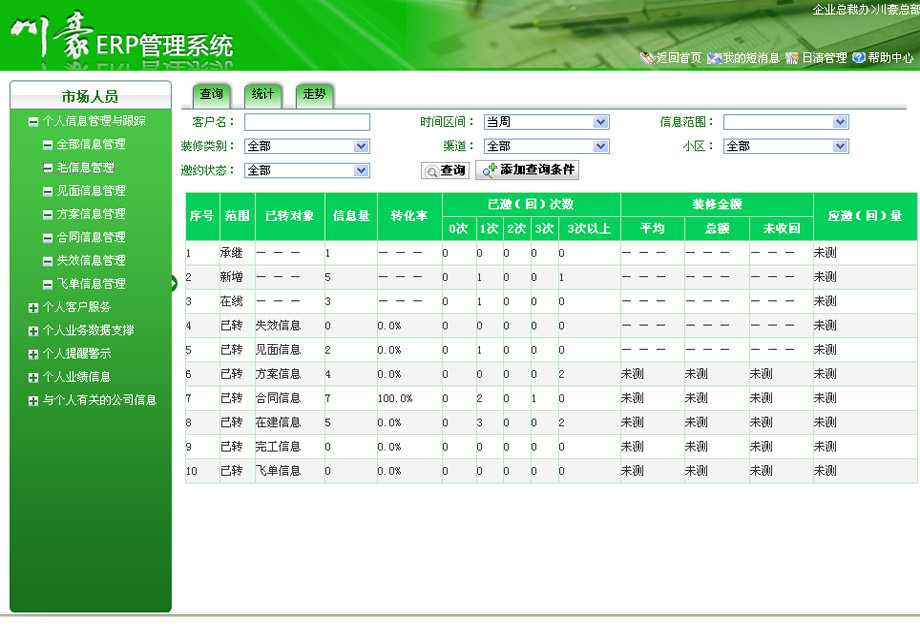 企业总裁办>川豪总部
川豪 ERP管理系统
返回首页 我的短消息 日清管理 帮助中心
市场人员
个人信息管理与跟踪
全部信息管理
毛信息管理
见面信息管理
方案信息管理
合同信息管理
失效信息管理
飞单信息管理
个人客户服务
个人业务数据支撑
个人提醒警示
个人业绩信息
与个人有关的公司信息
查询 统计 走势
客户名： 时间区间： 当周 信息范围：
装修类别： 全部 渠道： 全部 小区： 全部
邀约状态： 全部 查询 添加查询条件
序号 范围 已转对象 信息量 转化率 已邀（回）次数 装修金额 应邀（回）量
0次 1次 2次 3次 3次以上 平均 总额 未收回
1 承继 — — — 1 — — — 0 0 0 0 0 — — — — — — — — — 未测
2 新增 — — — 5 — — — 0 1 0 0 1 — — — — — — — — — 未测
3 在线 — — — 3 — — — 0 1 0 0 0 — — — — — — — — — 未测
4 已转 失效信息 0 0.0% 0 0 0 0 0 — — — — — — — — — 未测
5 已转 见面信息 2 0.0% 0 1 0 0 0 — — — — — — — — — 未测
6 已转 方案信息 4 0.0% 0 0 0 0 2 未测 未测 未测 未测
7 已转 合同信息 7 100.0% 0 2 0 1 0 未测 未测 未测 未测
8 已转 在建信息 5 0.0% 0 3 0 0 2 未测 未测 未测 未测
9 已转 完工信息 0 0.0% 0 0 0 0 0 未测 未测 未测 未测
10 已转 飞单信息 0 0.0% 0 0 0 0 0 未测 未测 未测 未测